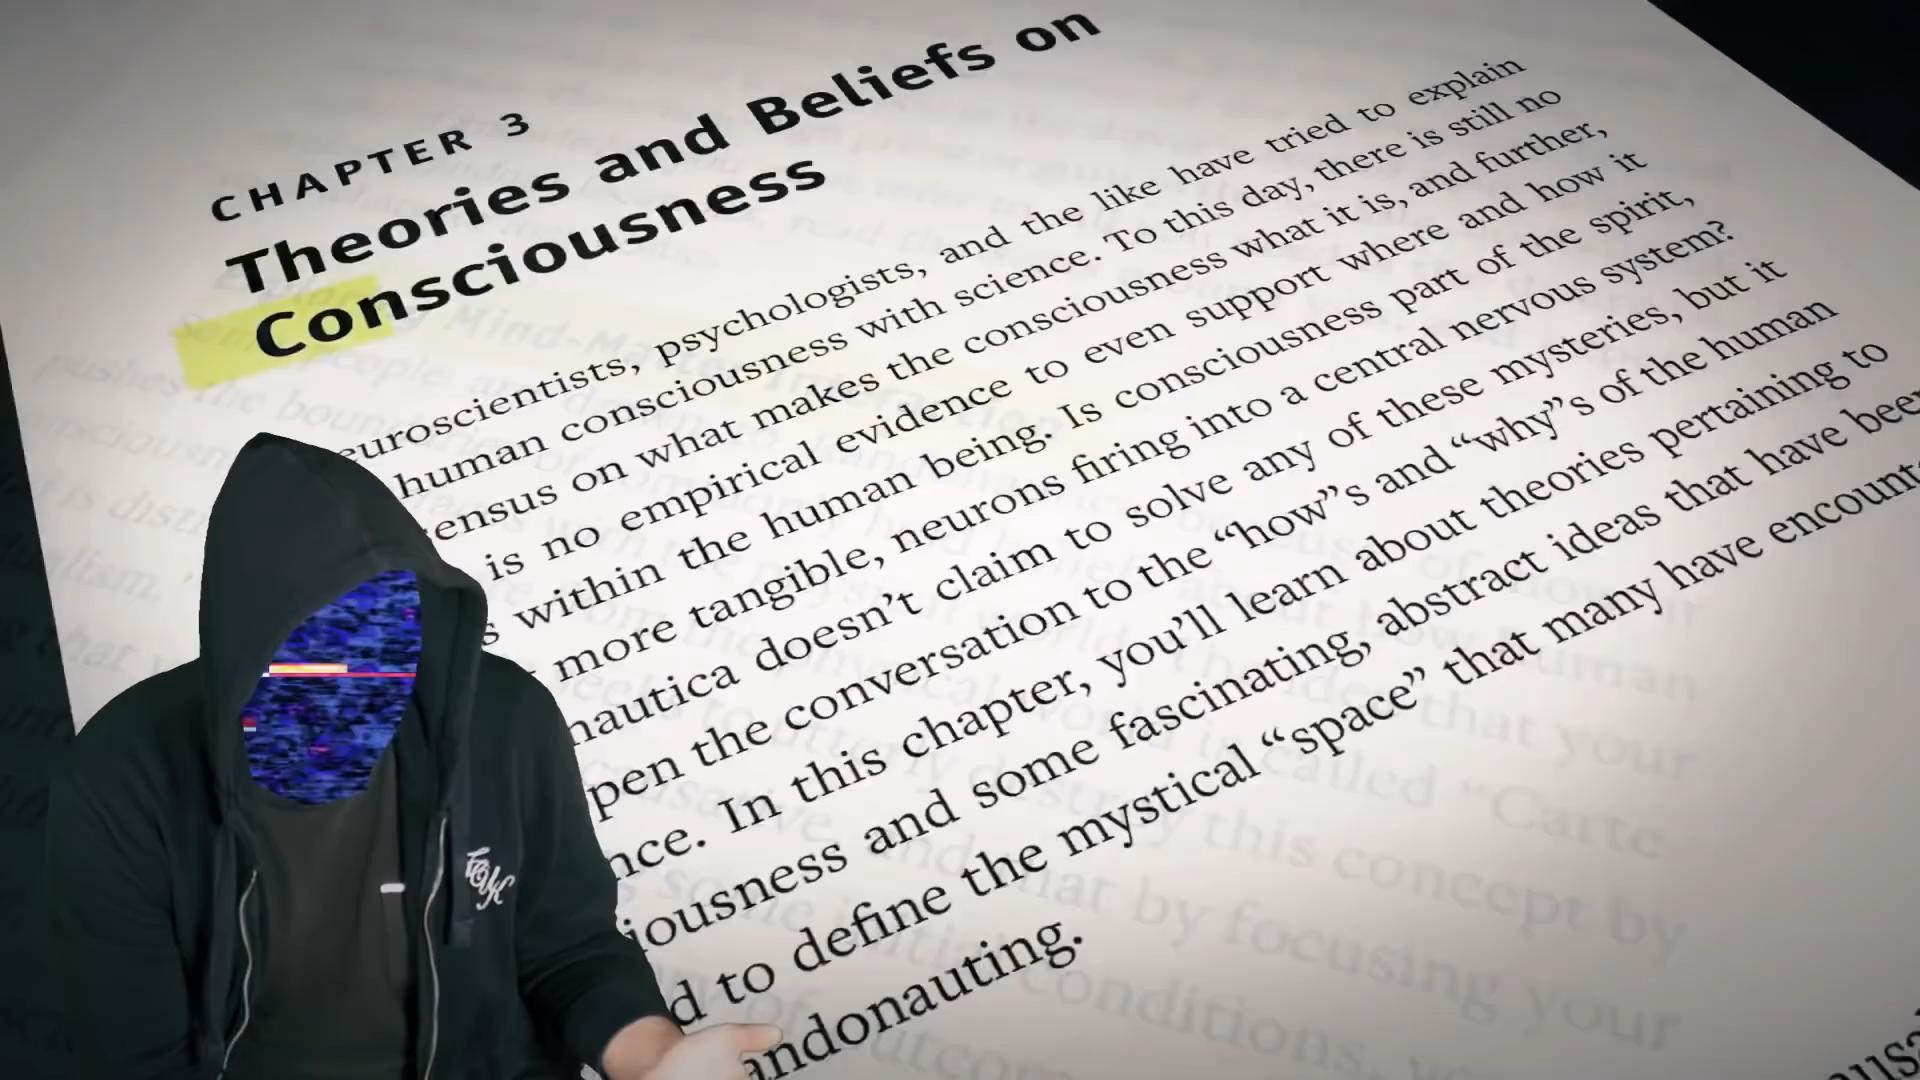 CHAPTER 3
Theories and Beliefs on
Consciousness
euroscientists, psychologists, and the like have tried to explain
human consciousness with science. To this day, there is still no
ensus on what makes the consciousness what it is, and further,
is no empirical evidence to even support where and how it
s within the human being. Is consciousness part of the spirit,
more tangible, neurons firing into a central nervous system?
nautica doesn’t claim to solve any of these mysteries, but it
pen the conversation to the “how”s and “why”s of the human
nce. In this chapter, you’ll learn about theories pertaining to
iousness and some fascinating, abstract ideas that have been
d to define the mystical “space” that many have encount
andonauting.